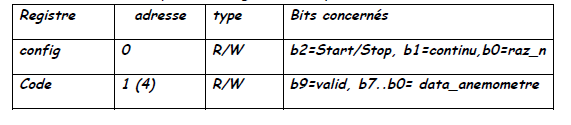 Registre adresse type Bits concernés
config 0 R/W b2=Start/Stop, b1=continu,b0=raz_n
Code 1 (4) R/W b9=valid, b7..b0= data_anemometre